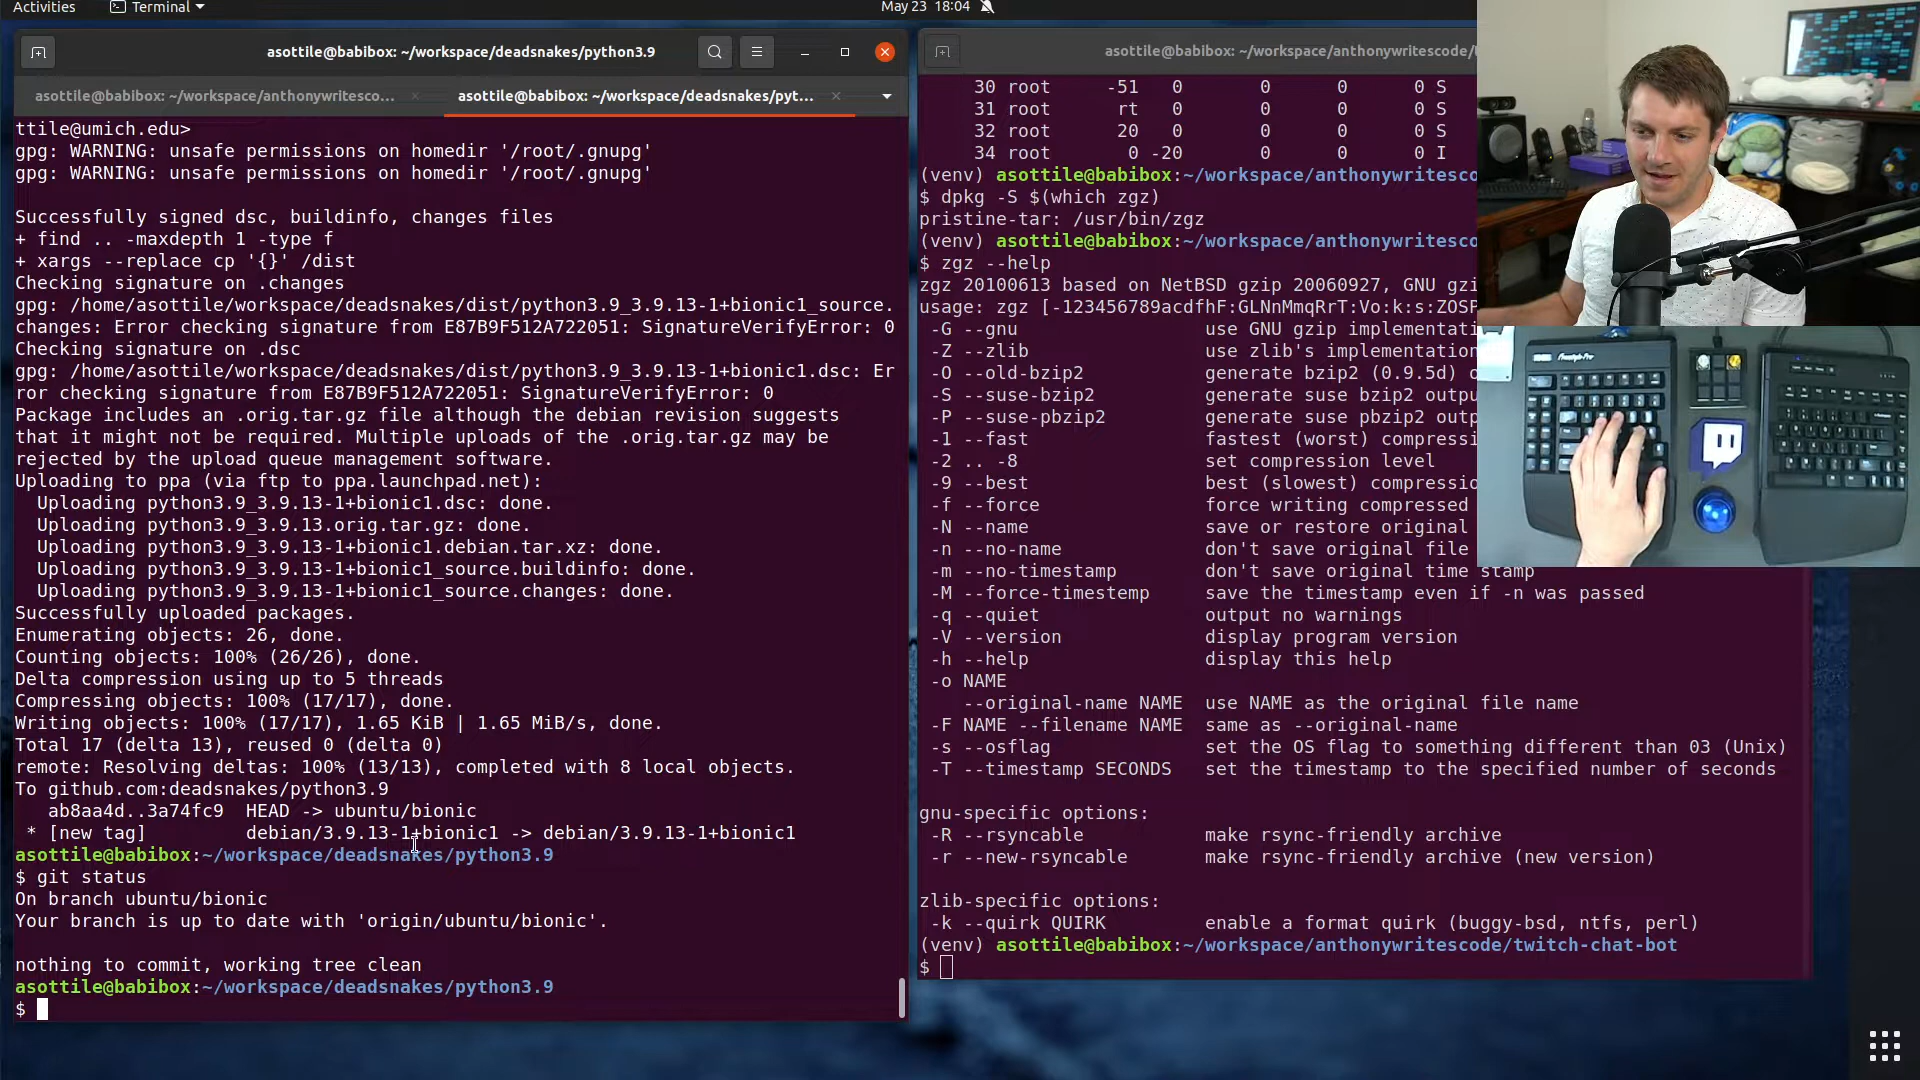 Activities
Terminal
May 23 18:04
asottile@babibox: ~/workspace/deadsnakes/python3.9
asottile@babibox: ~/workspace/anthonywritesco...
asottile@babibox: ~/workspace/deadsnakes/pyt...
ttile@umich.edu>
gpg: WARNING: unsafe permissions on homedir '/root/.gnupg'
gpg: WARNING: unsafe permissions on homedir '/root/.gnupg'
Successfully signed dsc, buildinfo, changes files
+ find .. -maxdepth 1 -type f
+ xargs --replace cp '{}' /dist
Checking signature on .changes
gpg: /home/asottile/workspace/deadsnakes/dist/python3.9_3.9.13-1+bionic1_source.
changes: Error checking signature from E87B9F512A722051: SignatureVerifyError: 0
Checking signature on .dsc
gpg: /home/asottile/workspace/deadsnakes/dist/python3.9_3.9.13-1+bionic1.dsc: Er
ror checking signature from E87B9F512A722051: SignatureVerifyError: 0
Package includes an .orig.tar.gz file although the debian revision suggests
that it might not be required. Multiple uploads of the .orig.tar.gz may be
rejected by the upload queue management software.
Uploading to ppa (via ftp to ppa.launchpad.net):
Uploading python3.9_3.9.13-1+bionic1.dsc: done.
Uploading python3.9_3.9.13.orig.tar.gz: done.
Uploading python3.9_3.9.13-1+bionic1.debian.tar.xz: done.
Uploading python3.9_3.9.13-1+bionic1_source.buildinfo: done.
Uploading python3.9_3.9.13-1+bionic1_source.changes: done.
Successfully uploaded packages.
Enumerating objects: 26, done.
Counting objects: 100% (26/26), done.
Delta compression using up to 5 threads
Compressing objects: 100% (17/17), done.
Writing objects: 100% (17/17), 1.65 KiB | 1.65 MiB/s, done.
Total 17 (delta 13), reused 0 (delta 0)
remote: Resolving deltas: 100% (13/13), completed with 8 local objects.
To github.com:deadsnakes/python3.9
ab8aa4d..3a74fc9 HEAD -> ubuntu/bionic
* [new tag] debian/3.9.13-1+bionic1 -> debian/3.9.13-1+bionic1
asottile@babibox:~/workspace/deadsnakes/python3.9
$ git status
On branch ubuntu/bionic
Your branch is up to date with 'origin/ubuntu/bionic'.
nothing to commit, working tree clean
asottile@babibox:~/workspace/deadsnakes/python3.9
$
asottile@babibox: ~/workspace/anthonywritescode/
30 root -51 0 0 0 0 S
31 root rt 0 0 0 0 S
32 root 20 0 0 0 0 S
34 root 0 -20 0 0 0 I
(venv) asottile@babibox:~/workspace/anthonywritesco
$ dpkg -S $(which zgz)
pristine-tar: /usr/bin/zgz
(venv) asottile@babibox:~/workspace/anthonywritesco
$ zgz --help
zgz 20100613 based on NetBSD gzip 20060927, GNU gzi
usage: zgz [-123456789acdfhF:GLNnMmqRrT:Vo:k:s:ZOSP
-G --gnu use GNU gzip implementati
-Z --zlib use zlib's implementation
-O --old-bzip2 generate bzip2 (0.9.5d) o
-S --suse-bzip2 generate suse bzip2 outpu
-P --suse-pbzip2 generate suse pbzip2 outp
-1 --fast fastest (worst) compressi
-2 .. -8 set compression level
-9 --best best (slowest) compressio
-f --force force writing compressed
-N --name save or restore original
-n --no-name don't save original file
-m --no-timestamp don't save original time stamp
-M --force-timestemp save the timestamp even if -n was passed
-q --quiet output no warnings
-V --version display program version
-h --help display this help
-o NAME
--original-name NAME use NAME as the original file name
-F NAME --filename NAME same as --original-name
-s --osflag set the OS flag to something different than 03 (Unix)
-T --timestamp SECONDS set the timestamp to the specified number of seconds
gnu-specific options:
-R --rsyncable make rsync-friendly archive
-r --new-rsyncable make rsync-friendly archive (new version)
zlib-specific options:
-k --quirk QUIRK enable a format quirk (buggy-bsd, ntfs, perl)
(venv) asottile@babibox:~/workspace/anthonywritescode/twitch-chat-bot
$